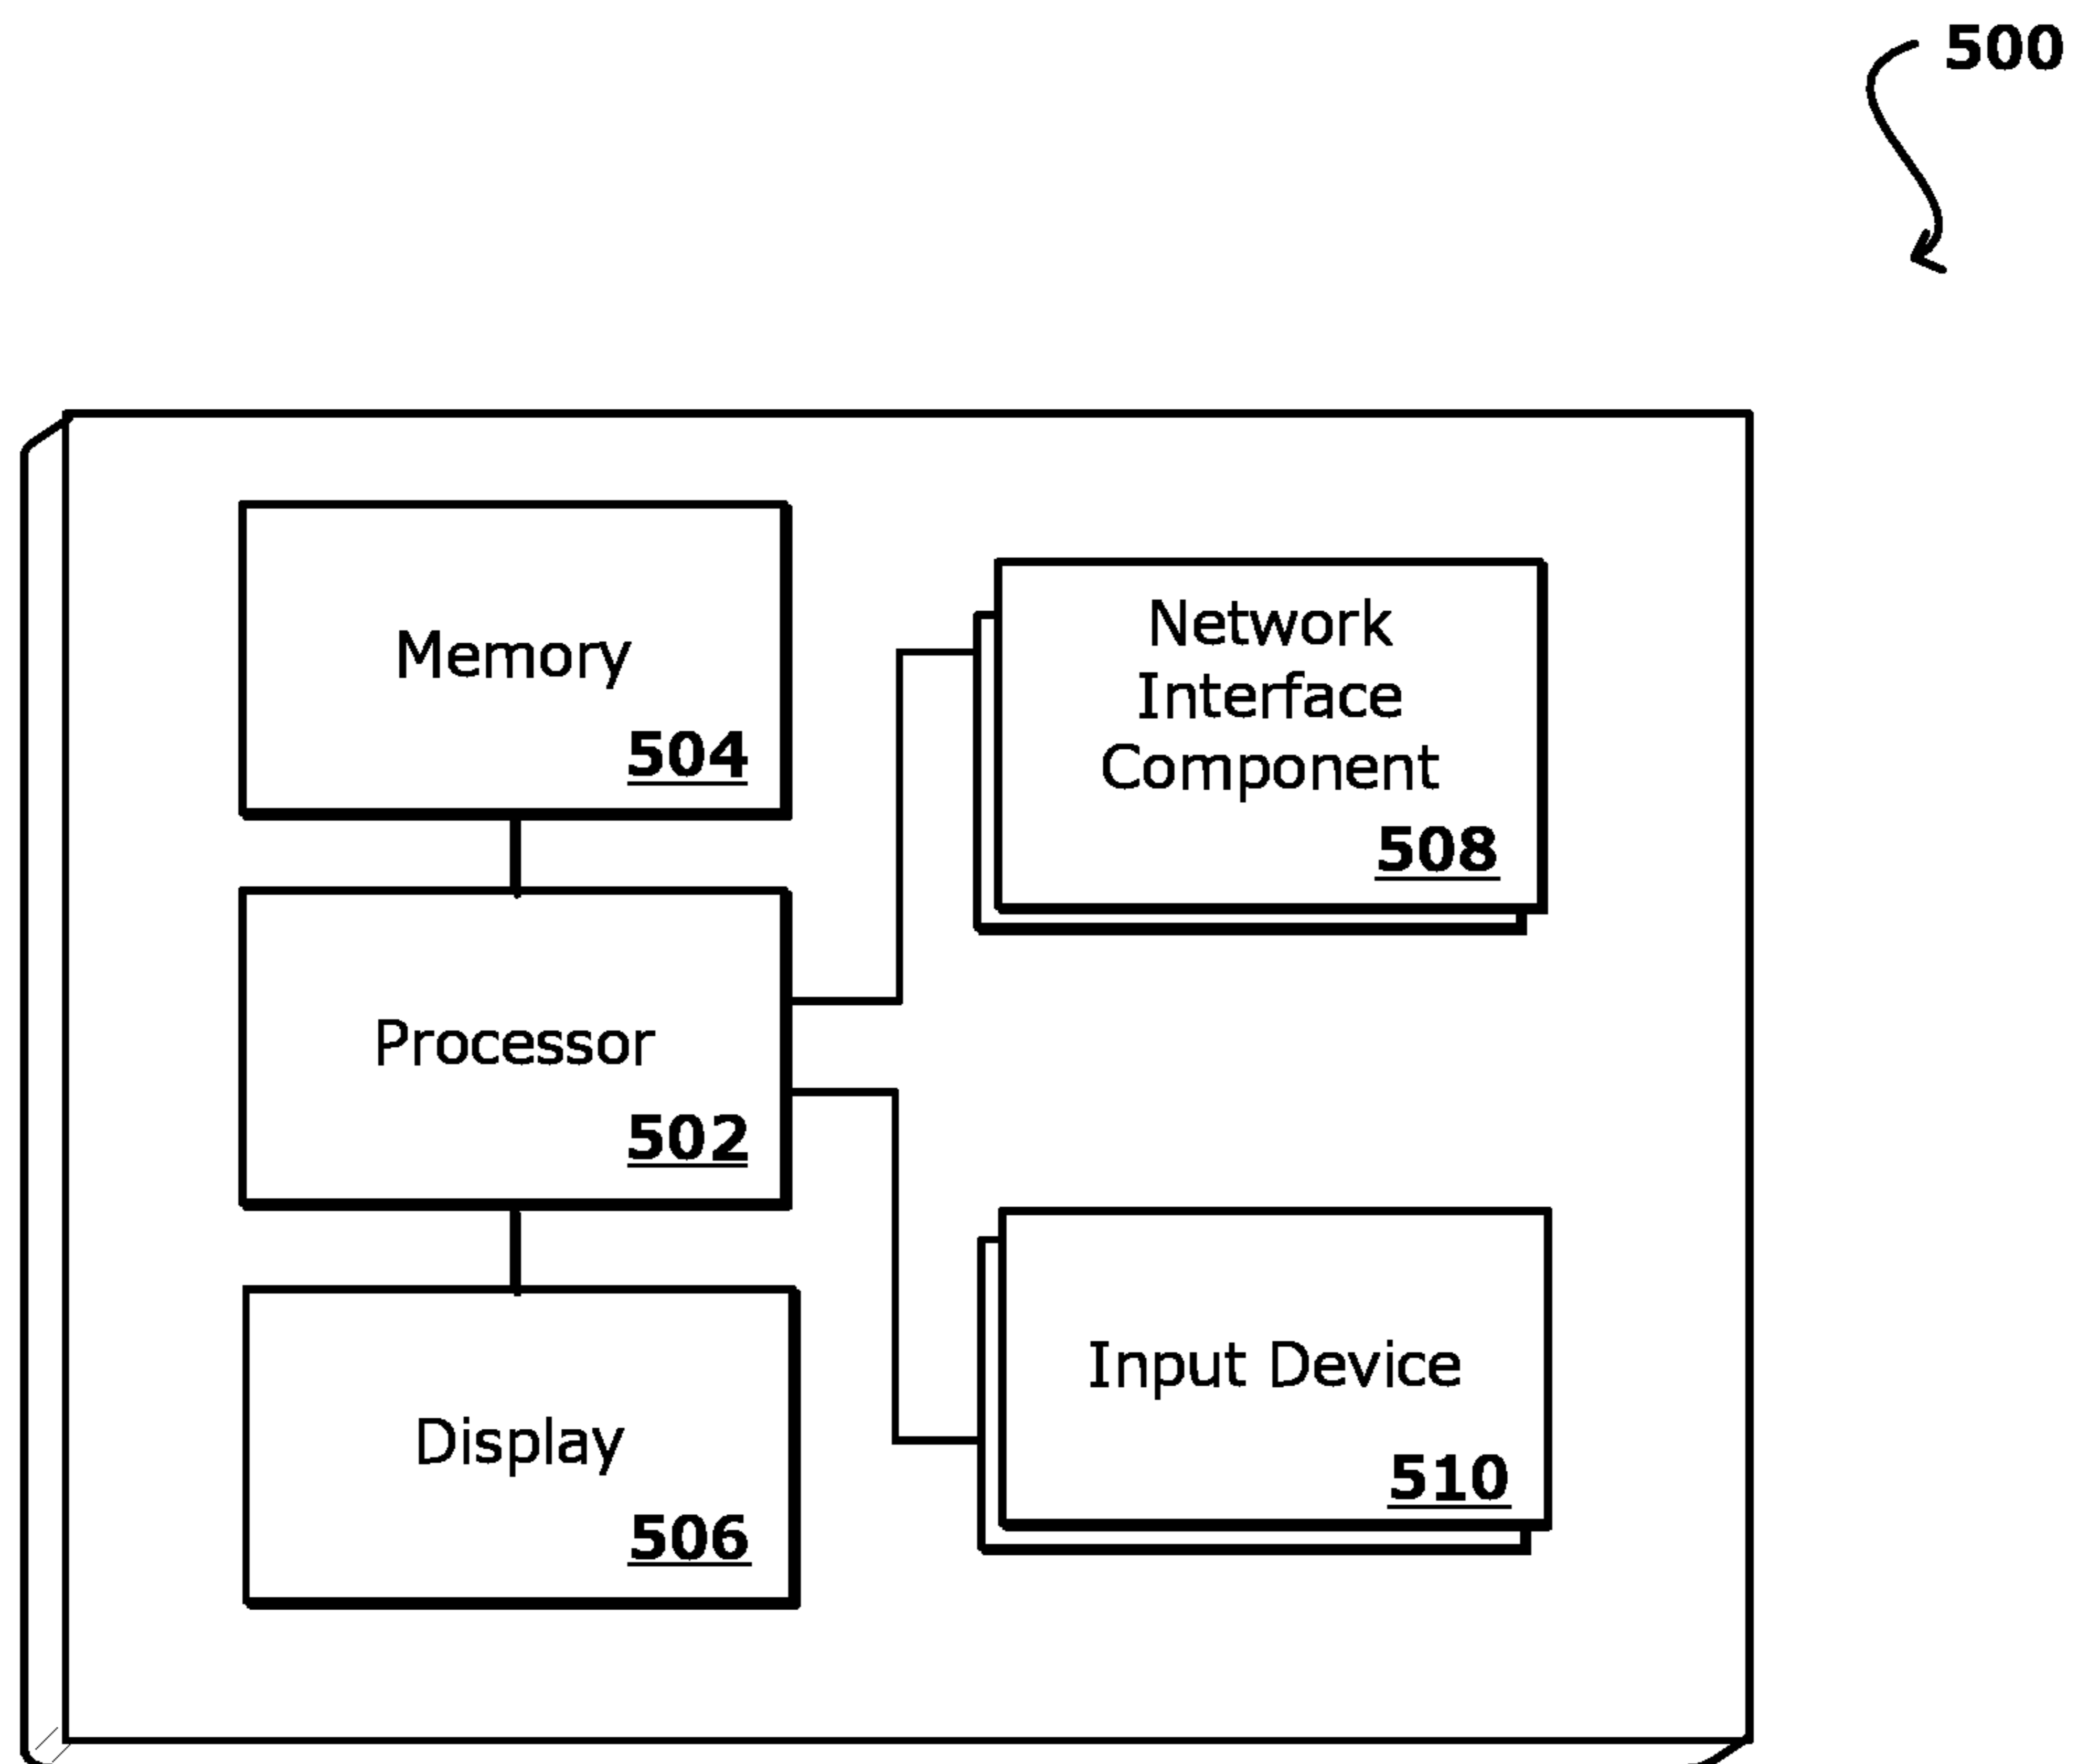 500
Memory
504
Network
Interface
Component
508
Processor
502
Input Device
510
Display
506